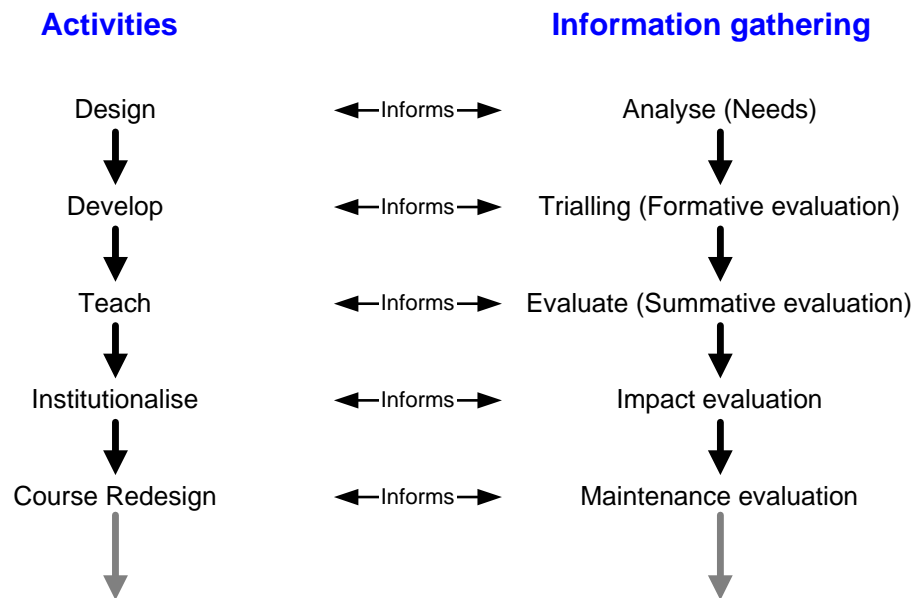 Activities
Information gathering
Design
Informs
Analyse (Needs)
Develop
Informs
Trialling (Formative evaluation)
Teach
Informs
Evaluate (Summative evaluation)
Institutionalise
Informs
Impact evaluation
Course Redesign
Informs
Maintenance evaluation